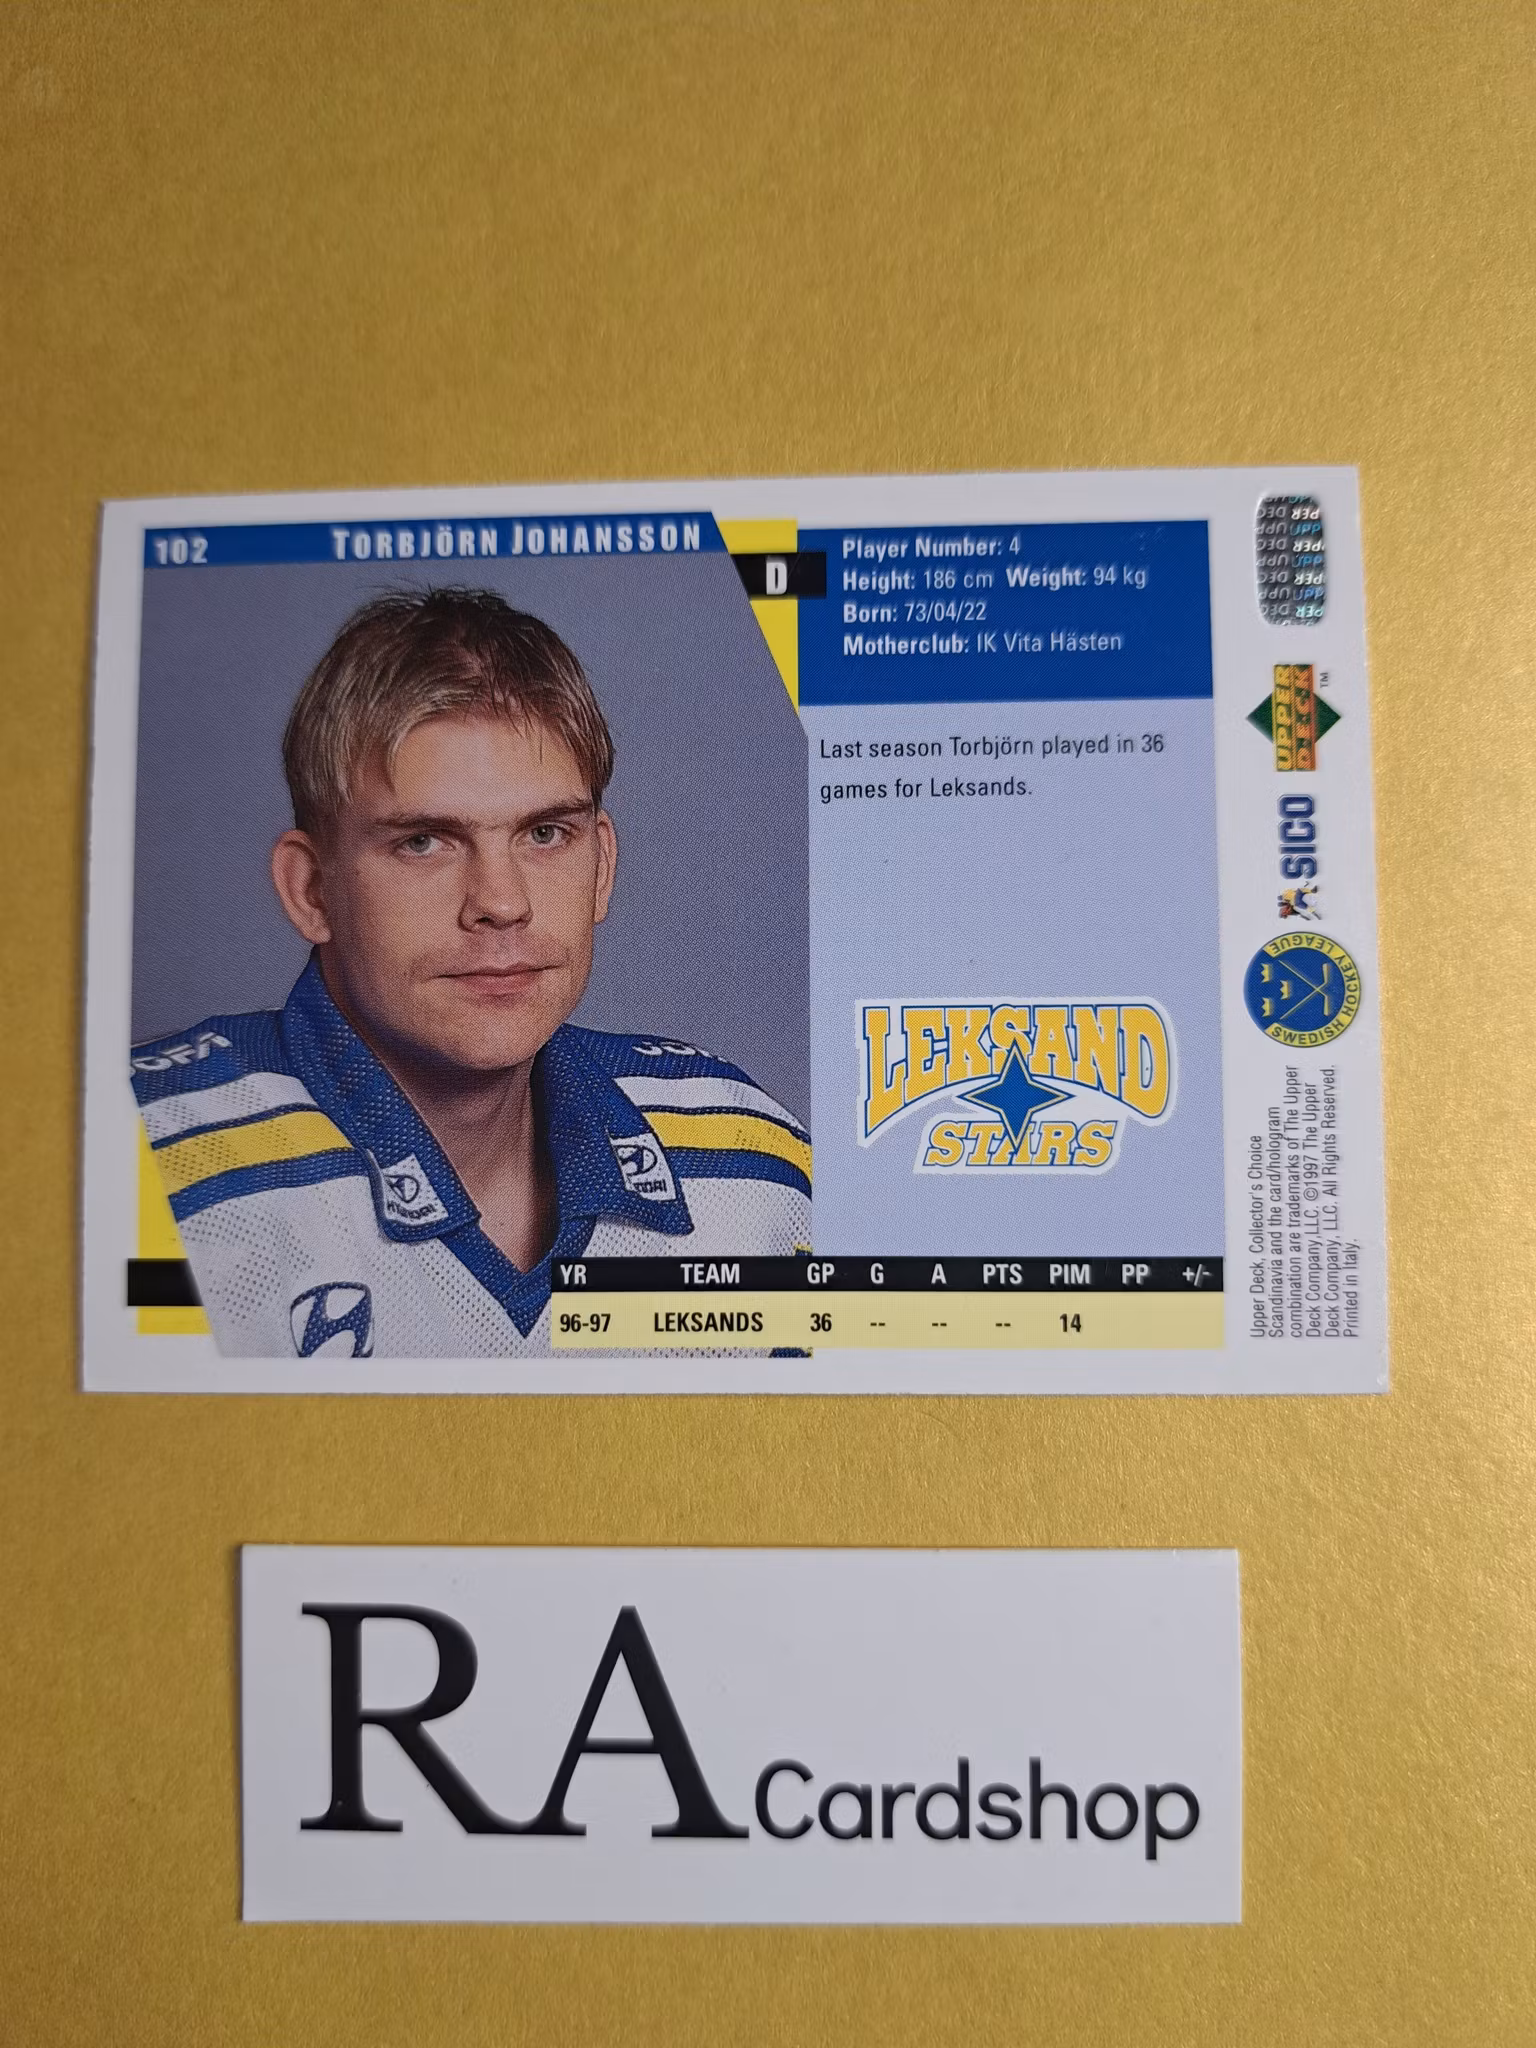 102 TORBJÖRN JOHANSSON
D
Player Number: 4
Height: 186 cm Weight: 94 kg
Born: 73/04/22
Motherclub: IK Vita Hästen
Last season Torbjörn played in 36
games for Leksands.
LEKSAND
STARS
JOFA
HYUNDAI
YR TEAM GP G A PTS PIM PP +/-
96-97 LEKSANDS 36 -- -- -- 14
UPPER
DECK
TM
SICO
SWEDISH HOCKEY LEAGUE
Upper Deck, Collector's Choice
Scandinavia and the card/hologram
combination are trademarks of The Upper
Deck Company, LLC. ©1997 The Upper
Deck Company, LLC. All Rights Reserved.
Printed in Italy.
RA Cardshop